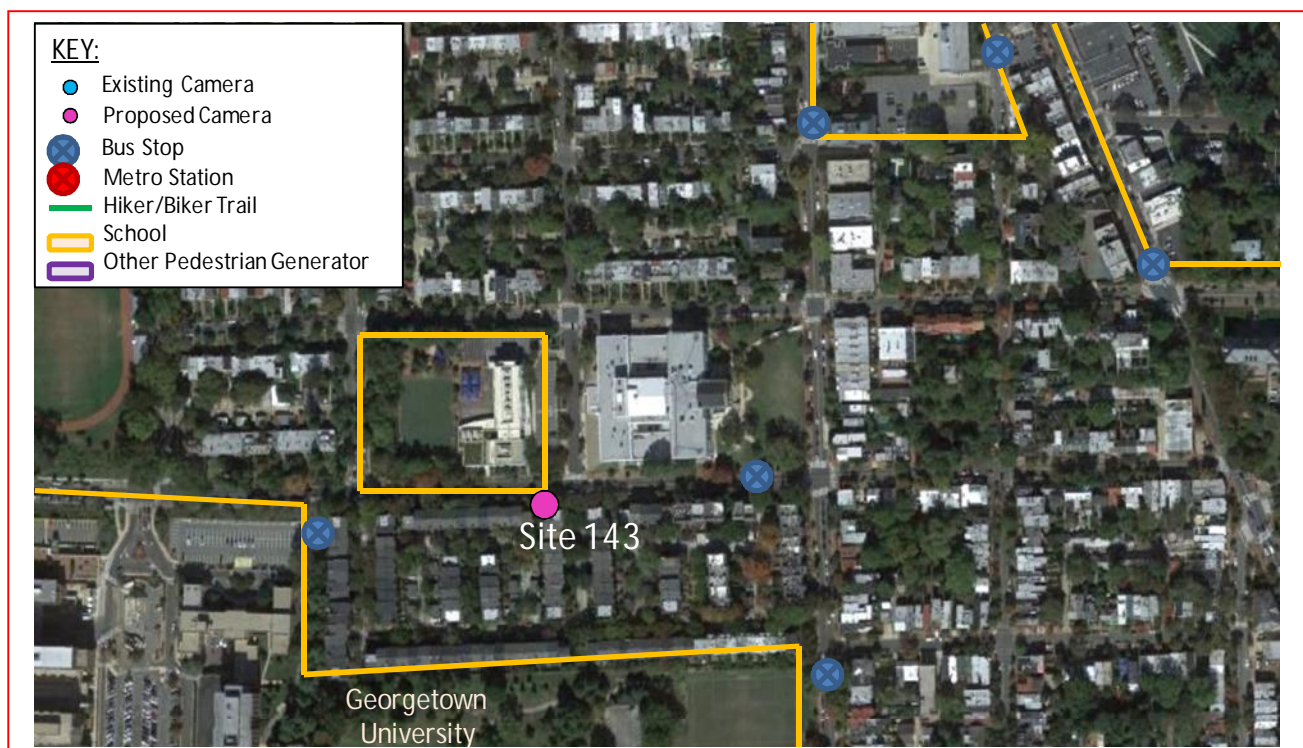 KEY:
Existing Camera
Proposed Camera
Bus Stop
Metro Station
Hiker/Biker Trail
School
Other Pedestrian Generator
Site 143
Georgetown
University